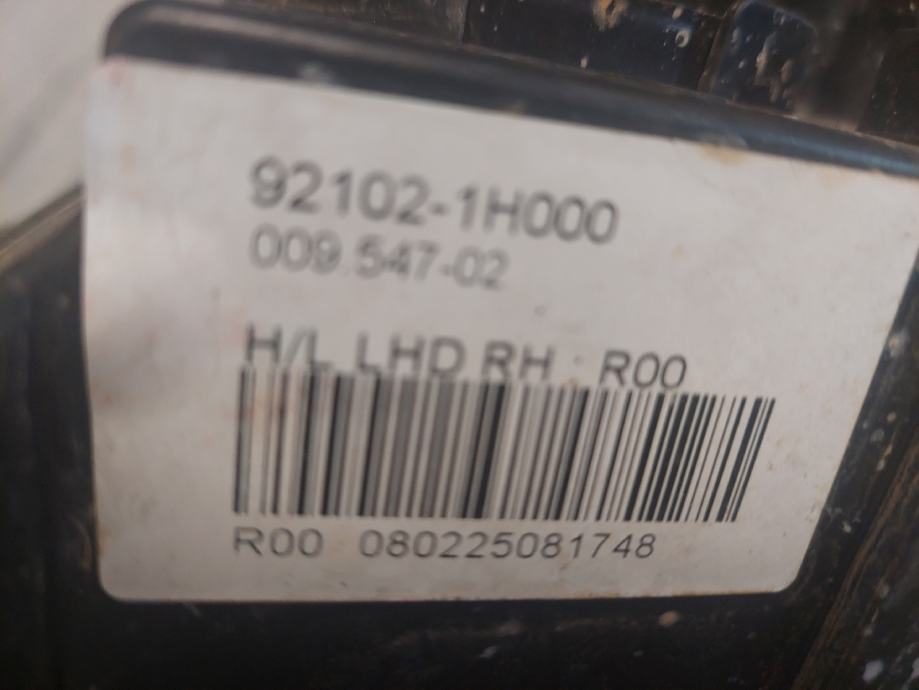 92102-1H000
009.547-02
H/L LHD RH : R00
R00 080225081748